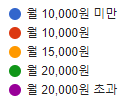 월 10,000원 미만
월 10,000원
월 15,000원
월 20,000원
월 20,000원 초과